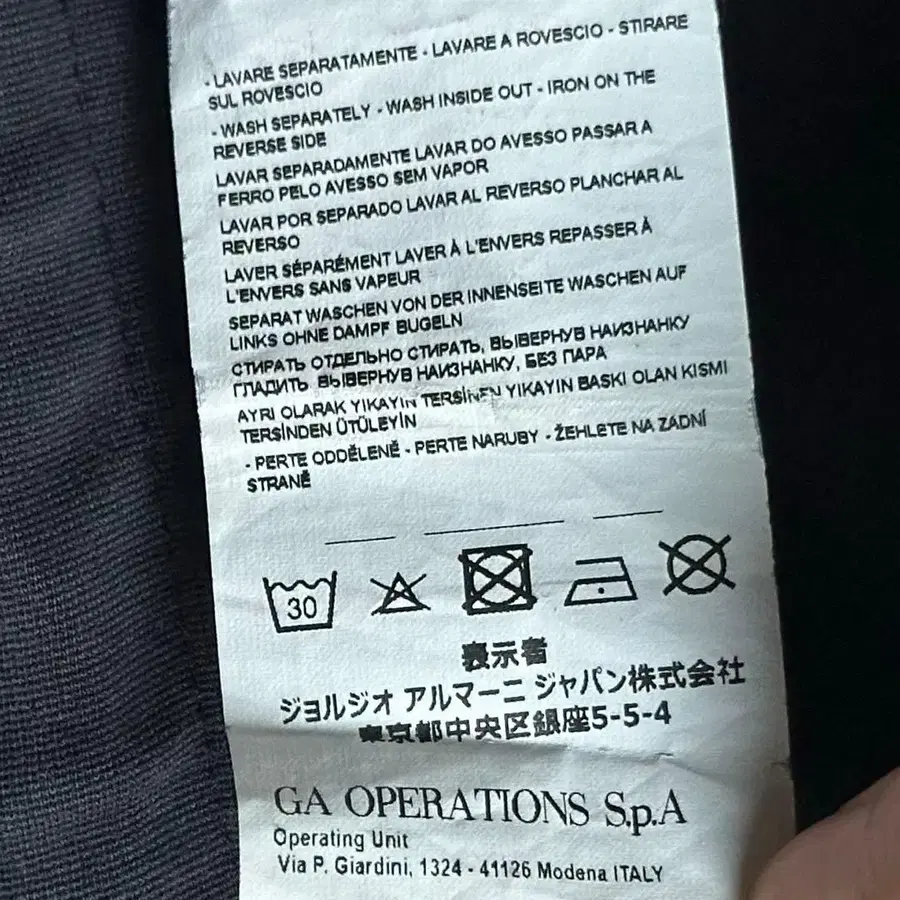 - LAVARE SEPARATAMENTE - LAVARE A ROVESCIO - STIRARE
SUL ROVESCIO
- WASH SEPARATELY - WASH INSIDE OUT - IRON ON THE
REVERSE SIDE
LAVAR SEPARADAMENTE LAVAR DO AVESSO PASSAR A
FERRO PELO AVESSO SEM VAPOR
LAVAR POR SEPARADO LAVAR AL REVERSO PLANCHAR AL
REVERSO
LAVER SÉPARÉMENT LAVER À L'ENVERS REPASSER À
L'ENVERS SANS VAPEUR
SEPARAT WASCHEN VON DER INNENSEITE WASCHEN AUF
LINKS OHNE DAMPF BUGELN
СТИРАТЬ ОТДЕЛЬНО СТИРАТЬ, ВЫВЕРНУВ НАИЗНАНКУ
ГЛАДИТЬ ВЫВЕРНУВ НАИЗНАНКУ, БЕЗ ПАРА
AYRI OLARAK YIKAYIN TERSİNDEN YIKAYIN BASKI OLAN KISMI
TERSİNDEN ÜTÜLEYİN
- PERTE ODDĚLENĚ - PERTE NARUBY - ŽEHLETE NA ZADNÍ
STRANĚ
30
表示者
ジョルジオ アルマーニ ジャパン株式会社
東京都中央区銀座5-5-4
GA OPERATIONS S.p.A
Operating Unit
Via P. Giardini, 1324 - 41126 Modena ITALY